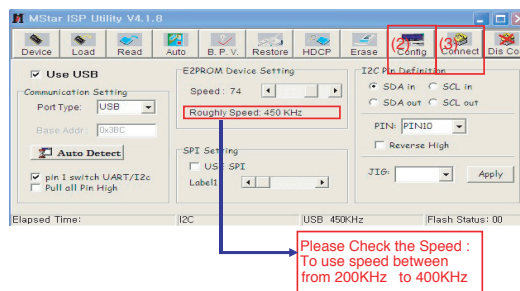 MStar ISP Utility V4.1.8
Device Load Read Auto B. P. V. Restore HDCP Erase Config Connect Dis Co
(2) (3)
Use USB
Communication Setting
Port Type: USB
Base Addr: 0x3BC
Auto Detect
pin 1 switch UART/I2c
Pull all Pin High
E2PROM Device Setting
Speed: 74
Roughly Speed: 450 KHz
SPI Setting
USE SPI
Label1
I2C Pin Definition
SDA in SCL in
SDA out SCL out
PIN: PIN10
Reverse High
JIG: Apply
Elapsed Time: I2C USB 450KHz Flash Status: 00
Please Check the Speed :
To use speed between
from 200KHz to 400KHz